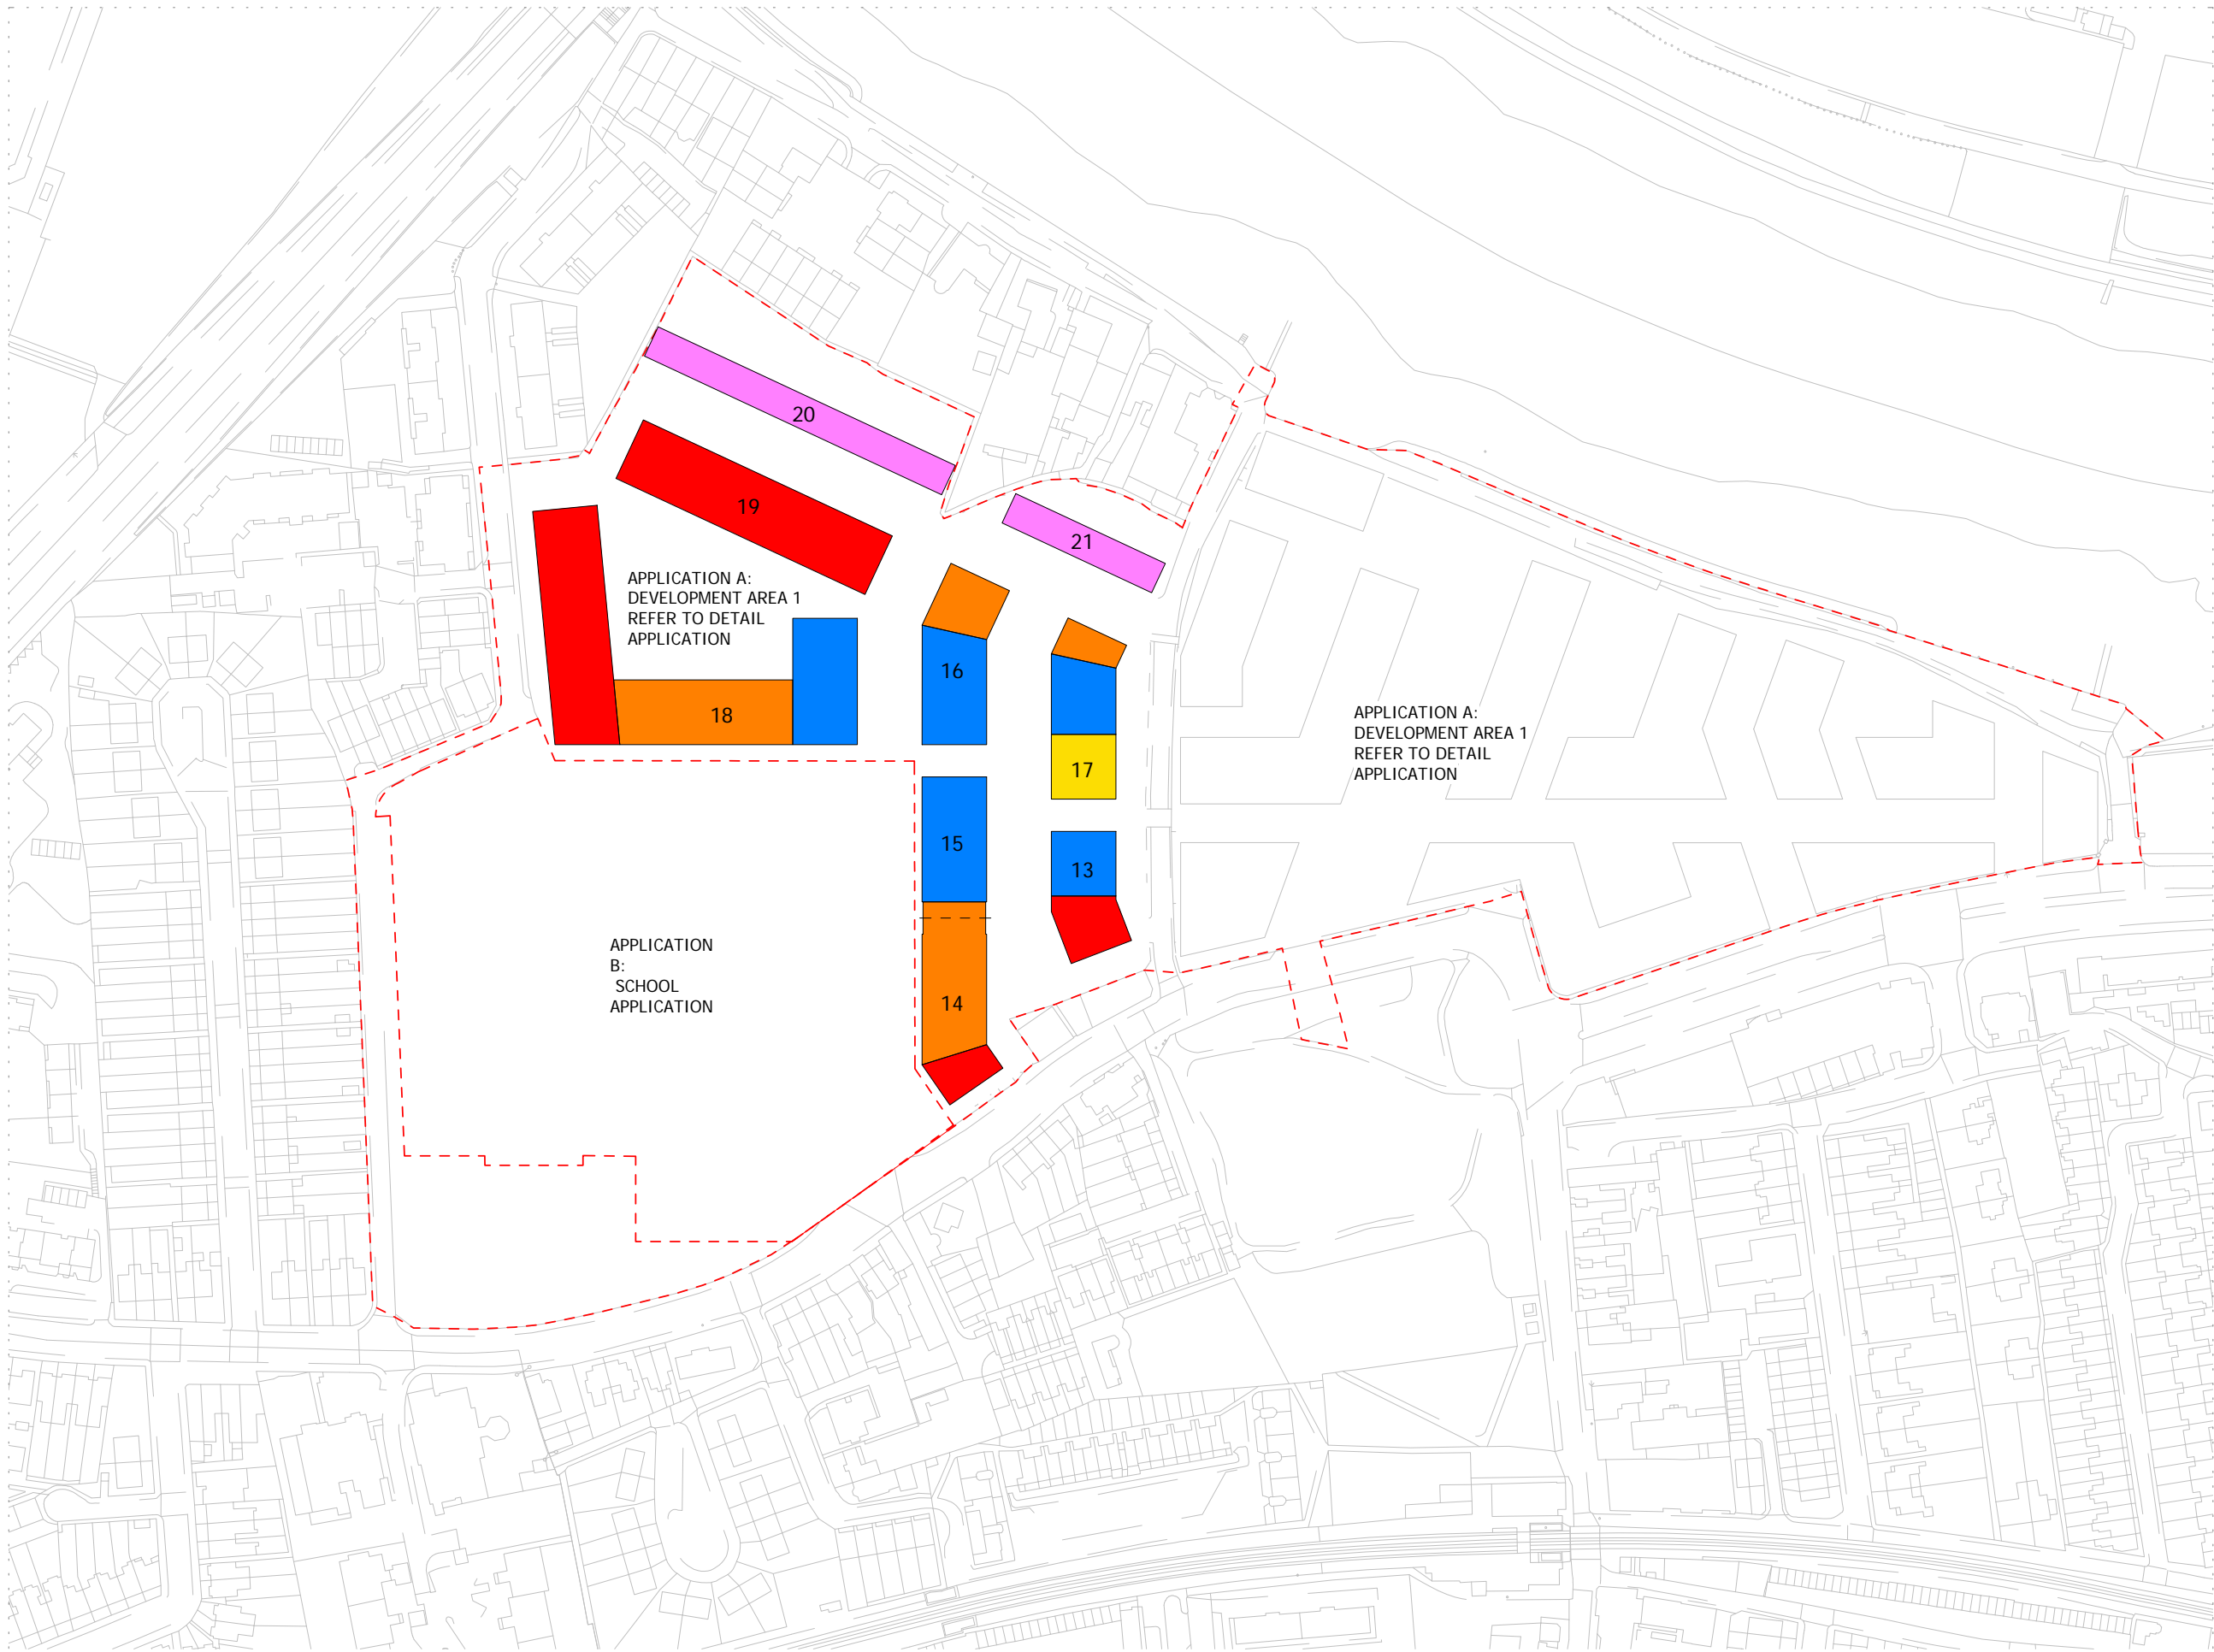 20
19
21
APPLICATION A:
DEVELOPMENT AREA 1
REFER TO DETAIL
APPLICATION
16
18
17
APPLICATION A:
DEVELOPMENT AREA 1
REFER TO DETAIL
APPLICATION
15
13
APPLICATION
B:
SCHOOL
APPLICATION
14